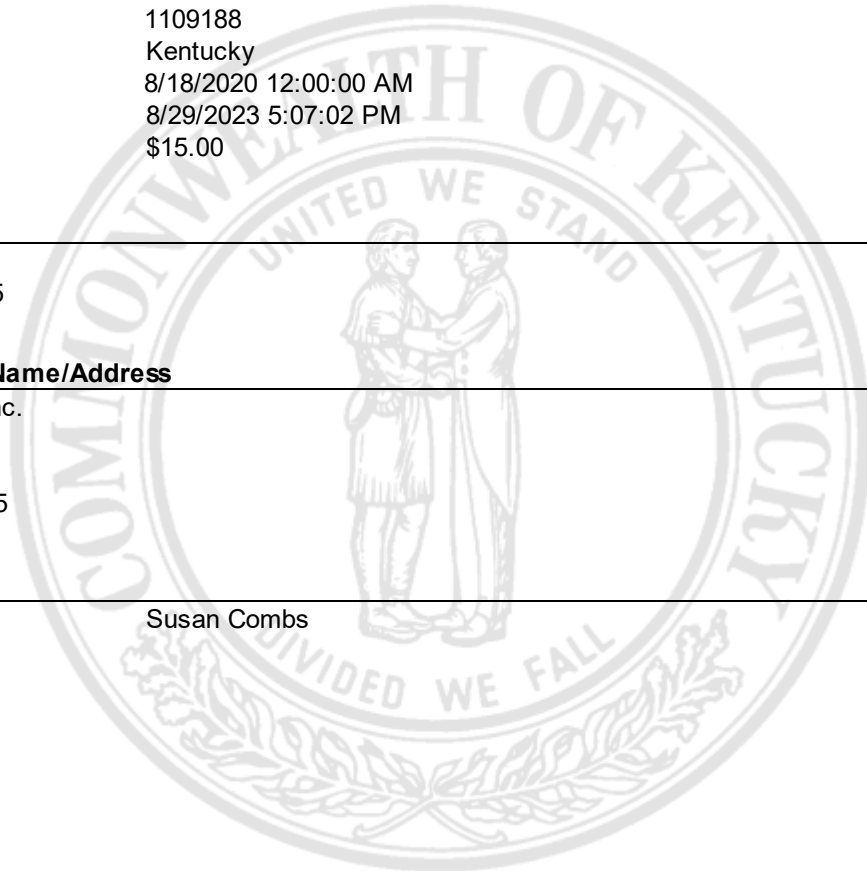 1109188
Kentucky
8/18/2020 12:00:00 AM
8/29/2023 5:07:02 PM
$15.00
COMMONWEALTH OF KENTUCKY
UNITED WE STAND
5
Name/Address
nc.
5
Susan Combs
DIVIDED WE FALL